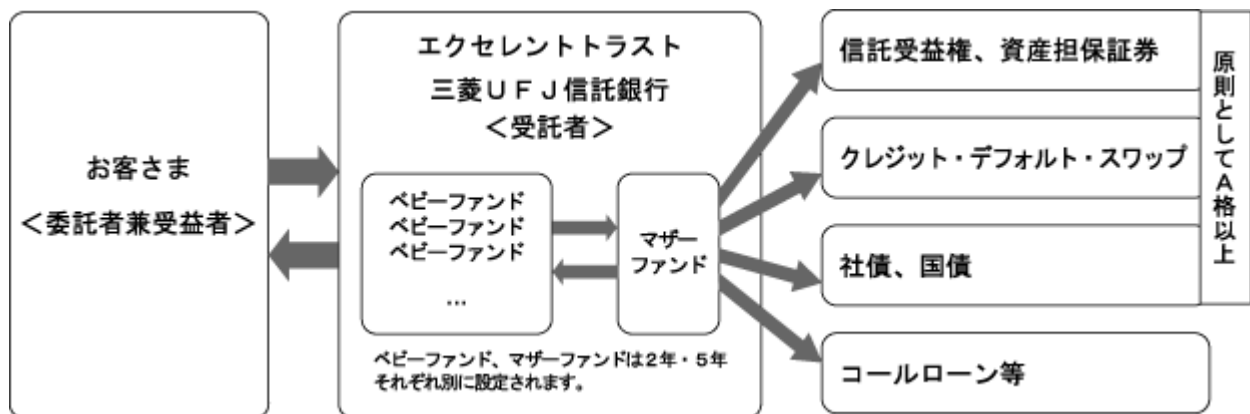 お客さま
＜委託者兼受益者＞
エクセレントトラスト
三菱ＵＦＪ信託銀行
＜受託者＞
ベビーファンド
ベビーファンド
ベビーファンド
…
マザー
ファンド
ベビーファンド、マザーファンドは２年・５年
それぞれ別に設定されます。
信託受益権、資産担保証券
クレジット・デフォルト・スワップ
社債、国債
コールローン等
原則としてＡ格以上